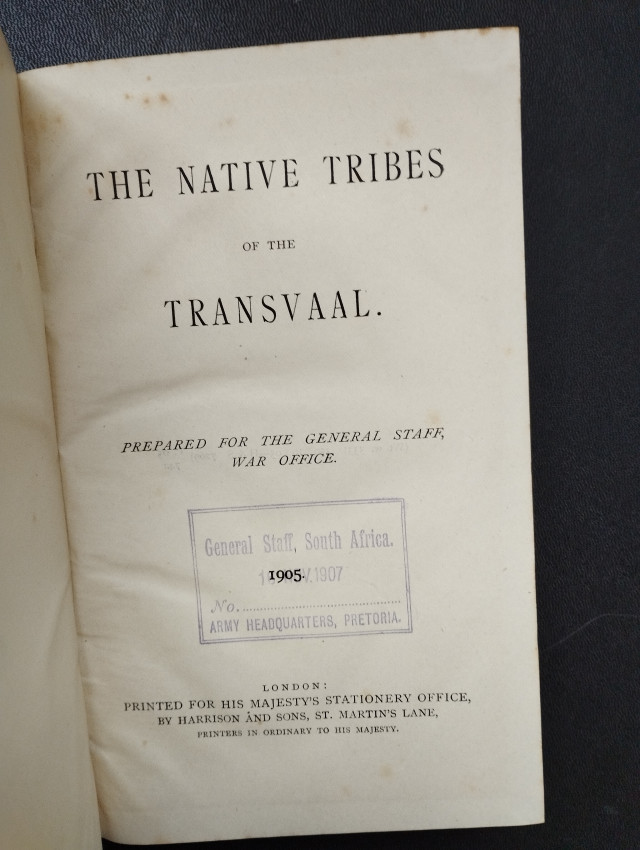 THE NATIVE TRIBES
OF THE
TRANSVAAL.
PREPARED FOR THE GENERAL STAFF,
WAR OFFICE.
General Staff, South Africa.
1905.
1907
No.
ARMY HEADQUARTERS, PRETORIA.
LONDON:
PRINTED FOR HIS MAJESTY'S STATIONERY OFFICE,
BY HARRISON AND SONS, ST. MARTIN'S LANE,
PRINTERS IN ORDINARY TO HIS MAJESTY.